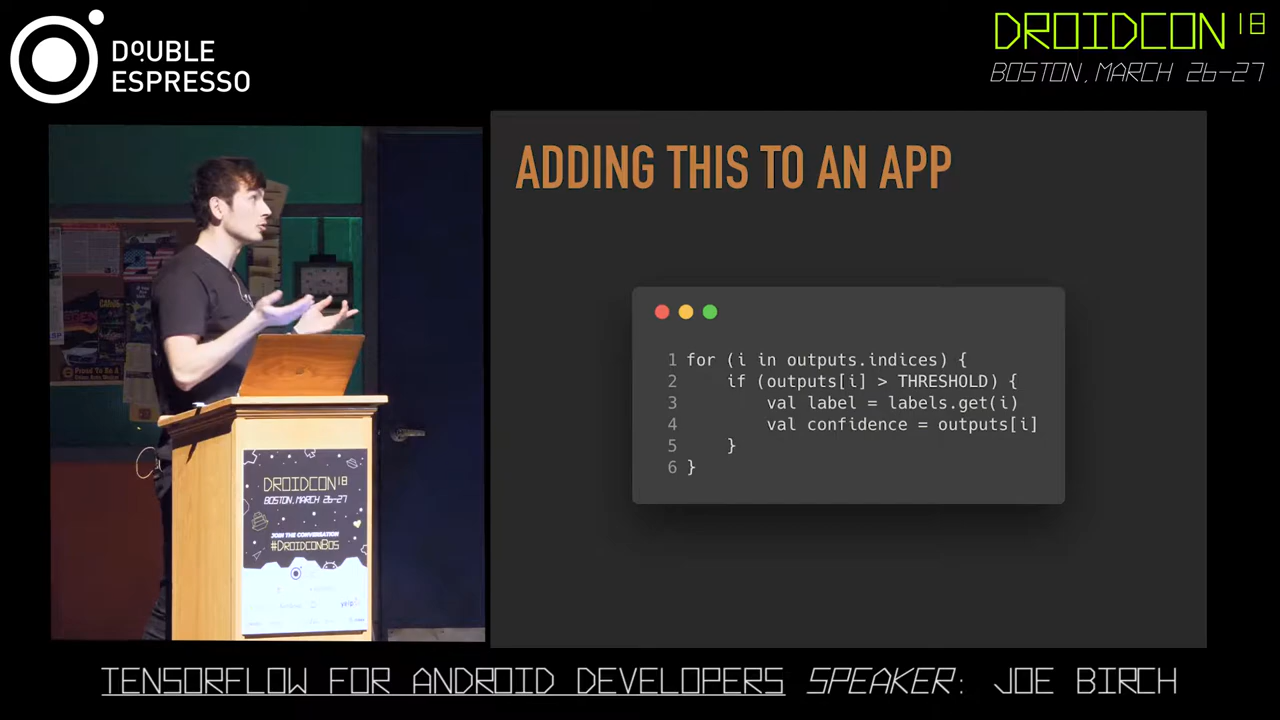 DOUBLE
ESPRESSO
DROIDCON 18
BOSTON, MARCH 26-27
ADDING THIS TO AN APP
1 for (i in outputs.indices) {
2 if (outputs[i] > THRESHOLD) {
3 val label = labels.get(i)
4 val confidence = outputs[i]
5 }
6 }
DROIDCON 18
BOSTON, MARCH 26-27
JOIN THE CONVERSATION
#DROIDCONBOS
TENSORFLOW FOR ANDROID DEVELOPERS SPEAKER: JOE BIRCH